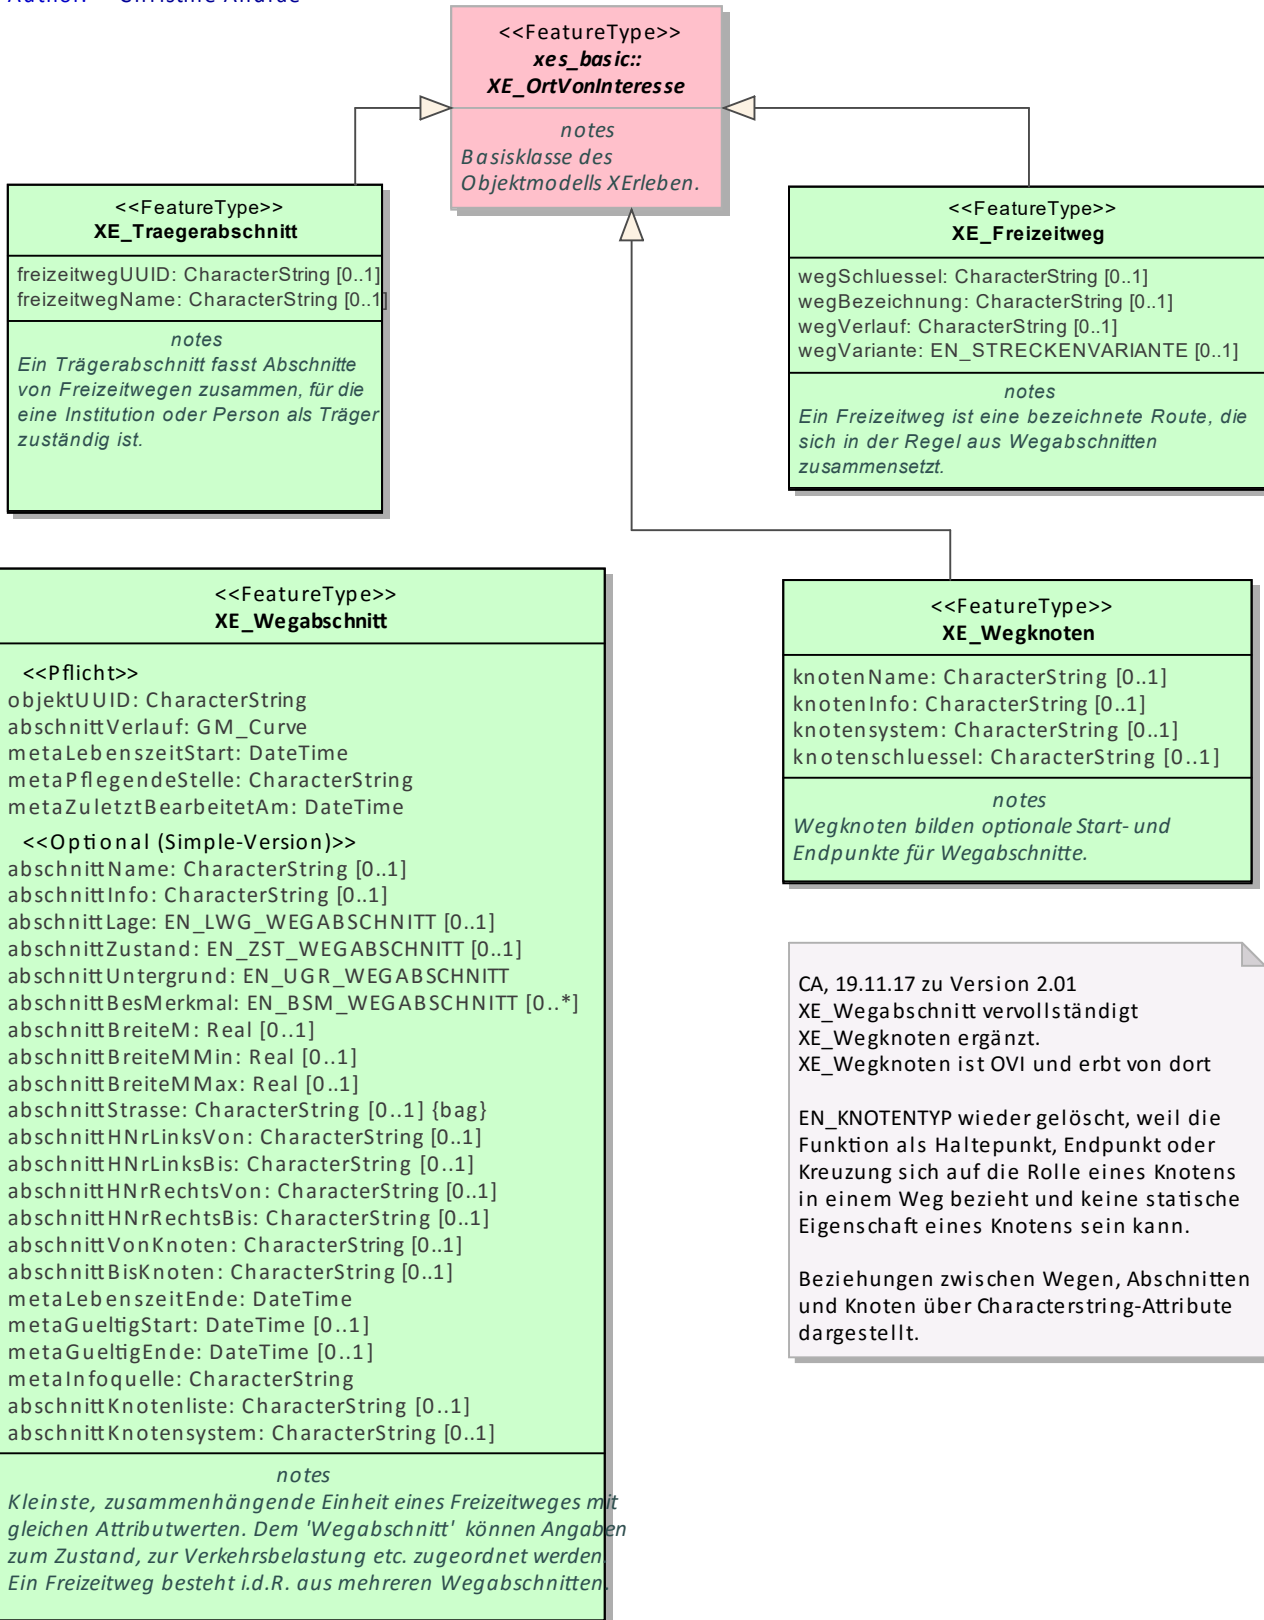 <<FeatureType>>
xes_basic::
XE_OrtVonInteresse
notes
Basisklasse des
Objektmodells XErleben.
<<FeatureType>>
XE_Traegerabschnitt
freizeitwegUUID: CharacterString [0..1]
freizeitwegName: CharacterString [0..1]
notes
Ein Trägerabschnitt fasst Abschnitte
von Freizeitwegen zusammen, für die
eine Institution oder Person als Träger
zuständig ist.
<<FeatureType>>
XE_Freizeitweg
wegSchluessel: CharacterString [0..1]
wegBezeichnung: CharacterString [0..1]
wegVerlauf: CharacterString [0..1]
wegVariante: EN_STRECKENVARIANTE [0..1]
notes
Ein Freizeitweg ist eine bezeichnete Route, die
sich in der Regel aus Wegabschnitten
zusammensetzt.
<<FeatureType>>
XE_Wegabschnitt
<<Pflicht>>
objektUUID: CharacterString
abschnittVerlauf: GM_Curve
metaLebenszeitStart: DateTime
metaPflegendeStelle: CharacterString
metaZuletztBearbeitetAm: DateTime
<<Optional (Simple-Version)>>
abschnittName: CharacterString [0..1]
abschnittInfo: CharacterString [0..1]
abschnittLage: EN_LWG_WEGABSCHNITT [0..1]
abschnittZustand: EN_ZST_WEGABSCHNITT [0..1]
abschnittUntergrund: EN_UGR_WEGABSCHNITT
abschnittBesMerkmal: EN_BSM_WEGABSCHNITT [0..*]
abschnittBreiteM: Real [0..1]
abschnittBreiteMMin: Real [0..1]
abschnittBreiteMMax: Real [0..1]
abschnittStrasse: CharacterString [0..1] {bag}
abschnittHNrLinksVon: CharacterString [0..1]
abschnittHNrLinksBis: CharacterString [0..1]
abschnittHNrRechtsVon: CharacterString [0..1]
abschnittHNrRechtsBis: CharacterString [0..1]
abschnittVonKnoten: CharacterString [0..1]
abschnittBisKnoten: CharacterString [0..1]
metaLebenszeitEnde: DateTime
metaGueltigStart: DateTime [0..1]
metaGueltigEnde: DateTime [0..1]
metaInfoquelle: CharacterString
abschnittKnotenliste: CharacterString [0..1]
abschnittKnotensystem: CharacterString [0..1]
notes
Kleinste, zusammenhängende Einheit eines Freizeitweges mit
gleichen Attributwerten. Dem 'Wegabschnitt' können Angaben
zum Zustand, zur Verkehrsbelastung etc. zugeordnet werden.
Ein Freizeitweg besteht i.d.R. aus mehreren Wegabschnitten.
<<FeatureType>>
XE_Wegknoten
knotenName: CharacterString [0..1]
knotenInfo: CharacterString [0..1]
knotensystem: CharacterString [0..1]
knotenschluessel: CharacterString [0..1]
notes
Wegknoten bilden optionale Start- und
Endpunkte für Wegabschnitte.
CA, 19.11.17 zu Version 2.01
XE_Wegabschnitt vervollständigt
XE_Wegknoten ergänzt.
XE_Wegknoten ist OVI und erbt von dort
EN_KNOTENTYP wieder gelöscht, weil die
Funktion als Haltepunkt, Endpunkt oder
Kreuzung sich auf die Rolle eines Knotens
in einem Weg bezieht und keine statische
Eigenschaft eines Knotens sein kann.
Beziehungen zwischen Wegen, Abschnitten
und Knoten über Characterstring-Attribute
dargestellt.